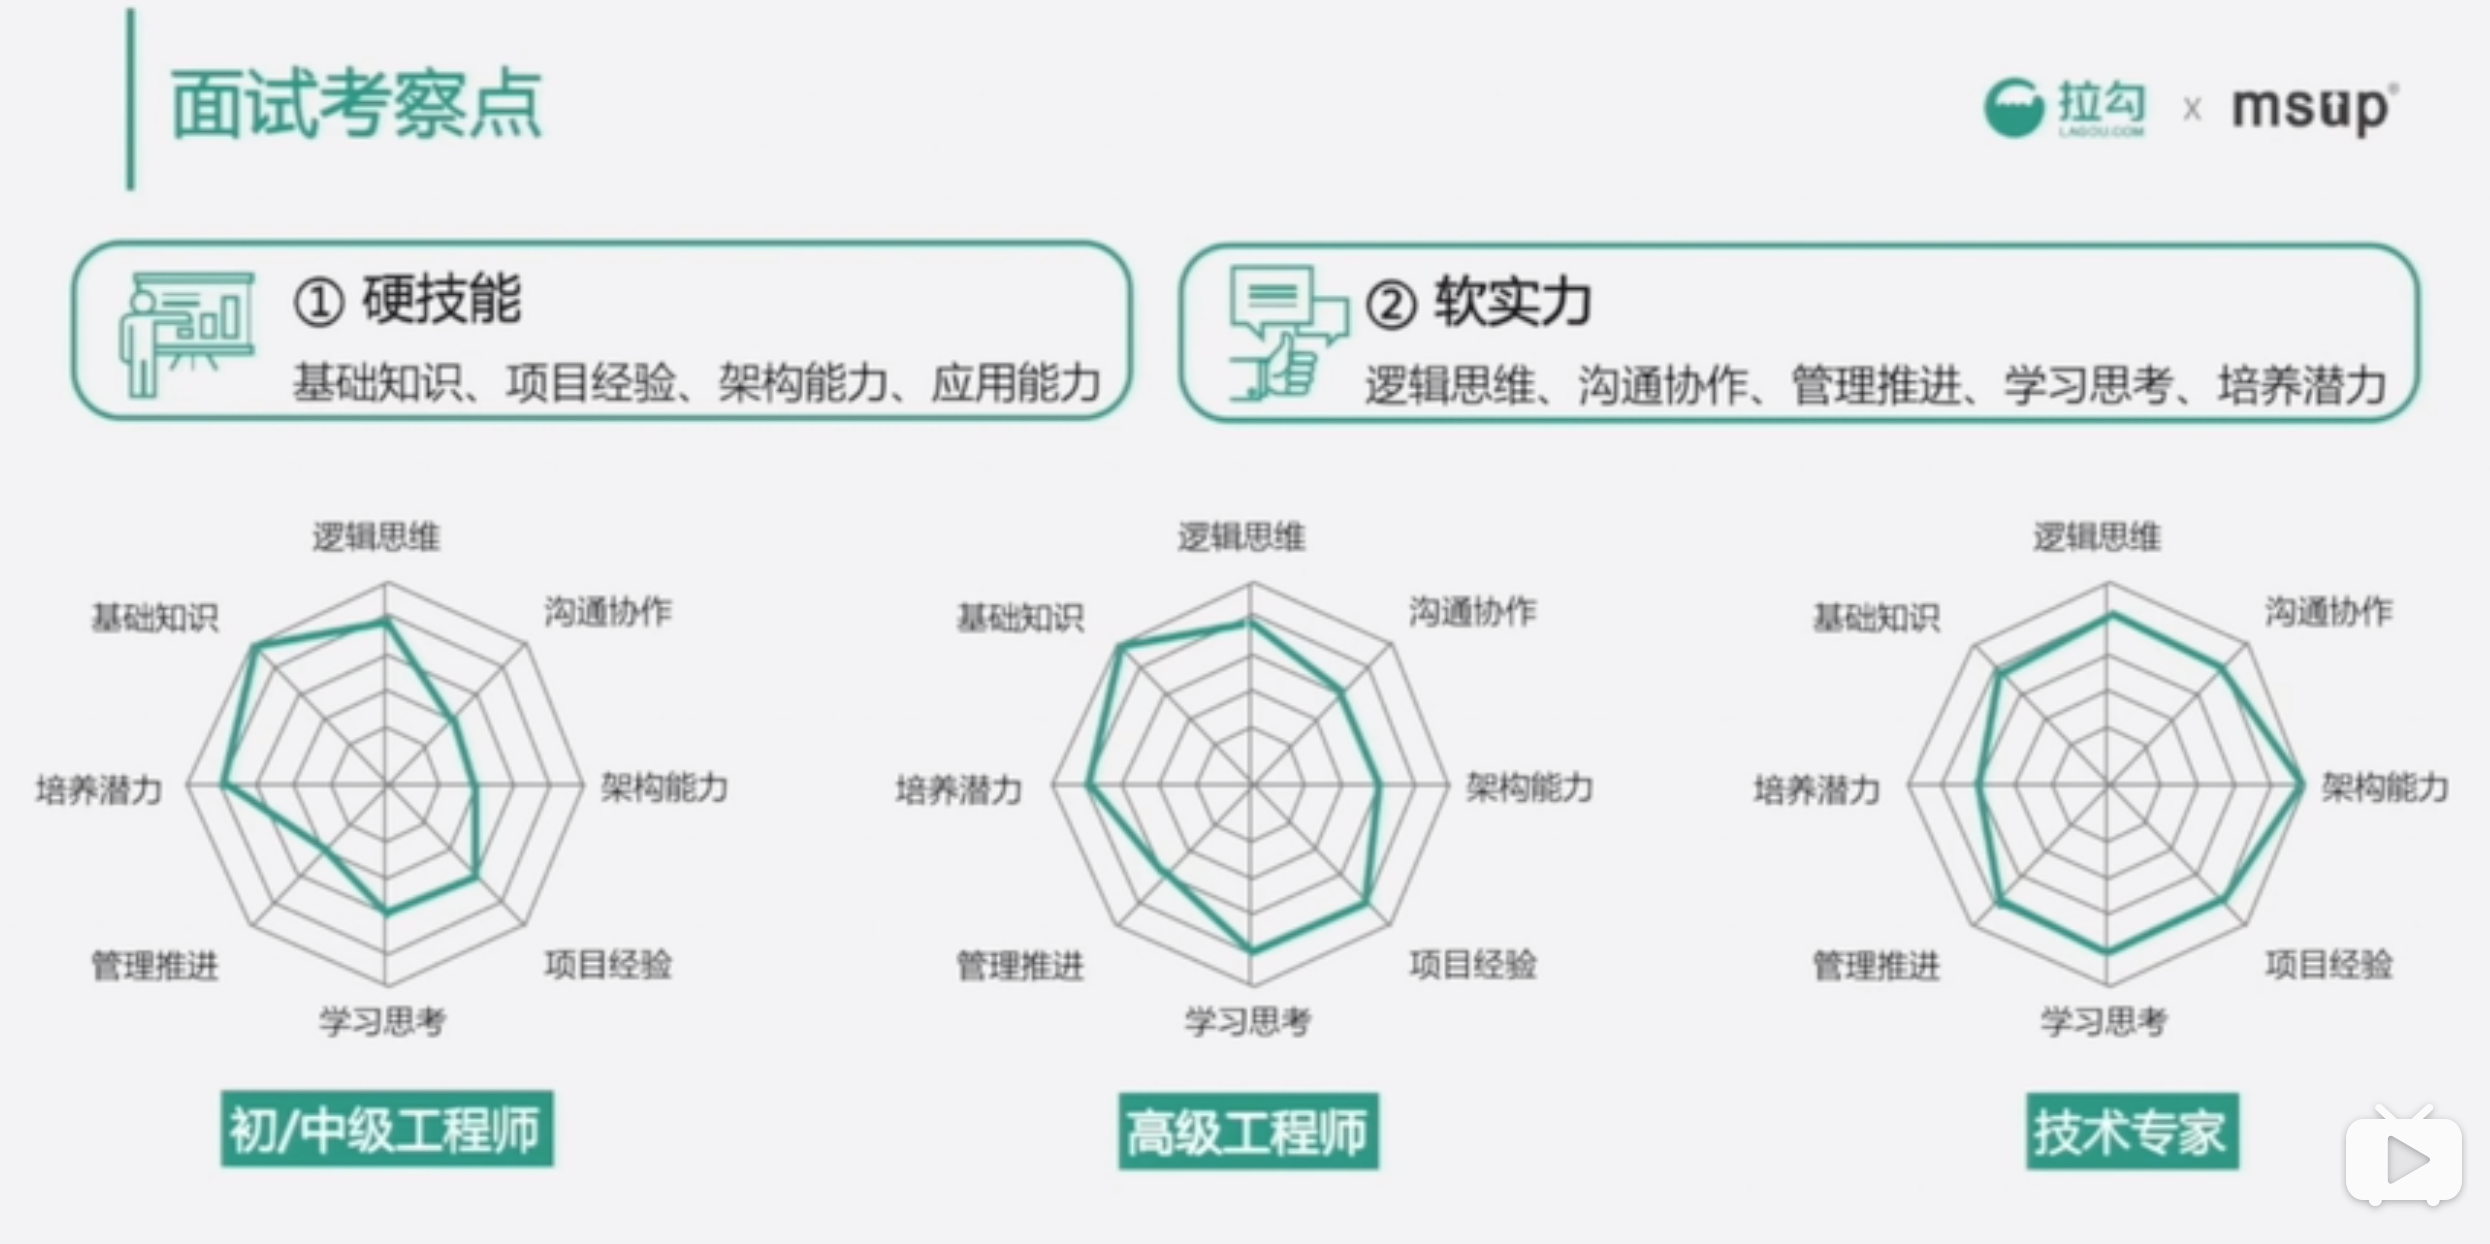 面试考察点
拉勾
LAGOU.COM
x
msup®
① 硬技能
基础知识、项目经验、架构能力、应用能力
② 软实力
逻辑思维、沟通协作、管理推进、学习思考、培养潜力
逻辑思维
沟通协作
架构能力
项目经验
学习思考
管理推进
培养潜力
基础知识
初/中级工程师
逻辑思维
沟通协作
架构能力
项目经验
学习思考
管理推进
培养潜力
基础知识
高级工程师
逻辑思维
沟通协作
架构能力
项目经验
学习思考
管理推进
培养潜力
基础知识
技术专家